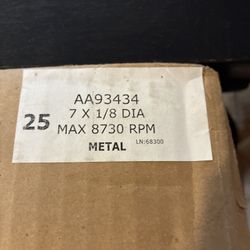 AA93434
7 X 1/8 DIA
25
MAX 8730 RPM
METAL LN:68300